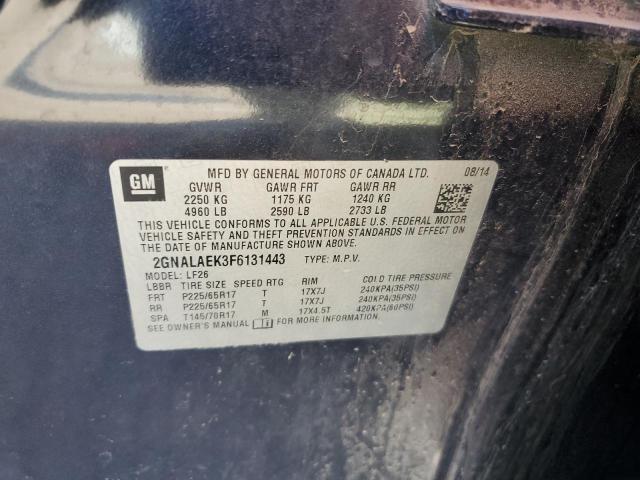 GM
MFD BY GENERAL MOTORS OF CANADA LTD. 08/14
GVWR GAWR FRT GAWR RR
2250 KG 1175 KG 1240 KG
4960 LB 2590 LB 2733 LB
THIS VEHICLE CONFORMS TO ALL APPLICABLE U.S. FEDERAL MOTOR
VEHICLE SAFETY AND THEFT PREVENTION STANDARDS IN EFFECT
ON THE DATE OF MANUFACTURE SHOWN ABOVE.
2GNALAEK3F6131443 TYPE: M.P.V.
MODEL: LF26
LBBR TIRE SIZE SPEED RTG RIM COLD TIRE PRESSURE
FRT P225/65R17 T 17X7J 240KPA(35PSI)
RR P225/65R17 T 17X7J 240KPA(35PSI)
SPA T145/70R17 M 17X4.5T 420KPA(60PSI)
SEE OWNER'S MANUAL FOR MORE INFORMATION.